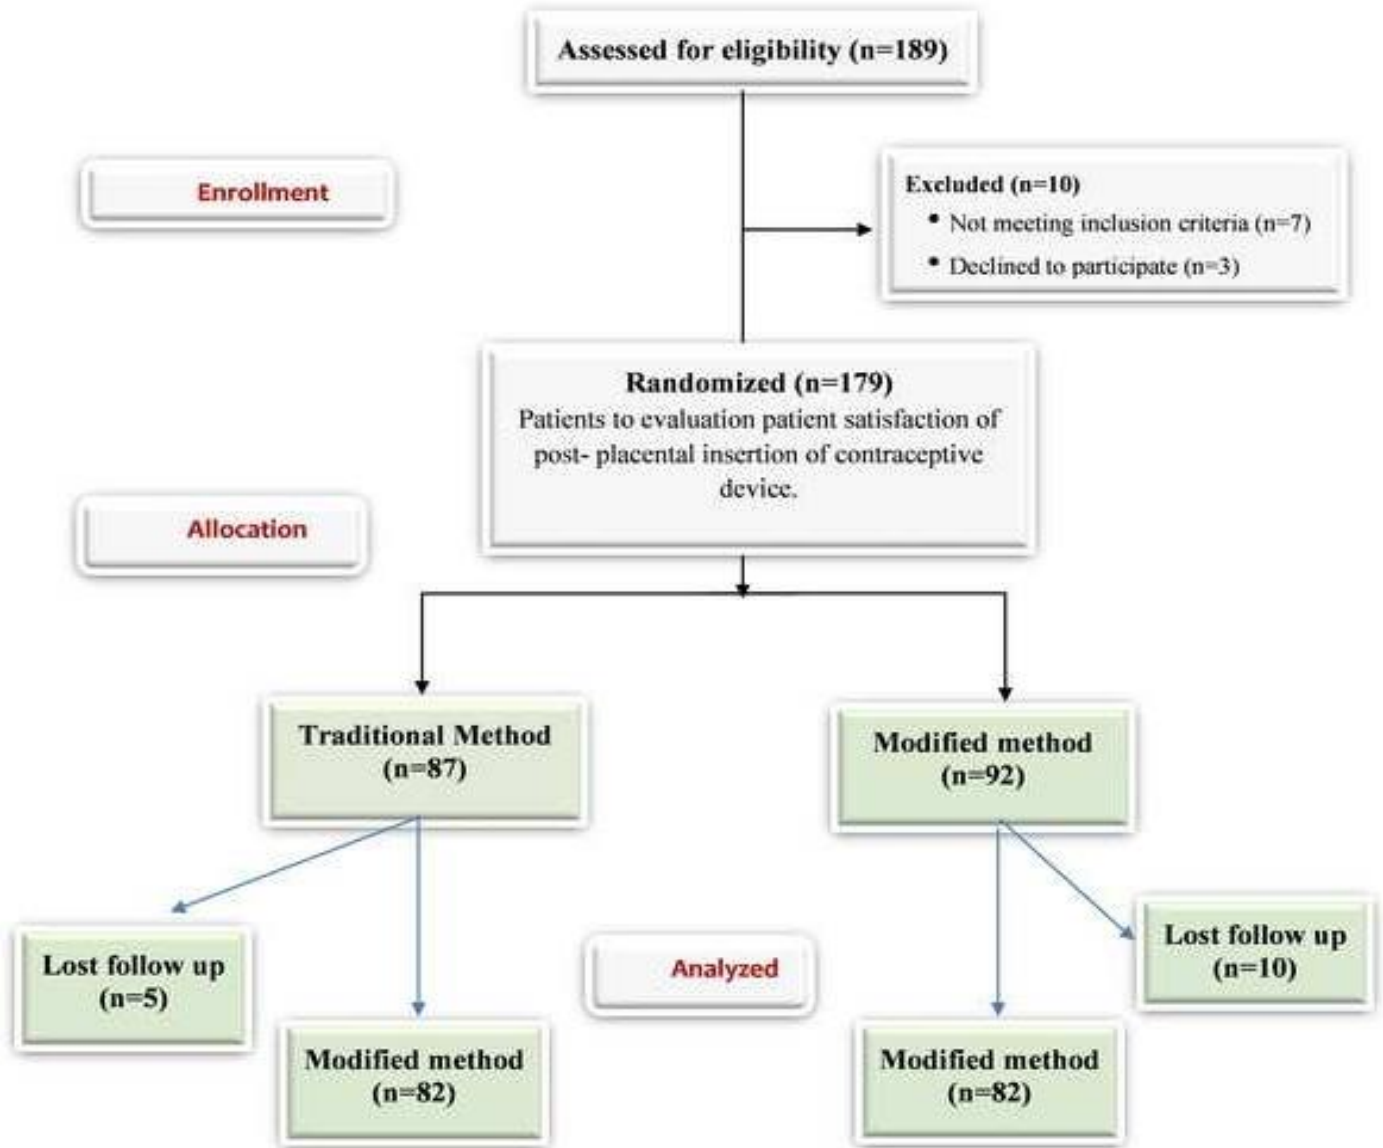 Assessed for eligibility (n=189)
Enrollment
Excluded (n=10)
• Not meeting inclusion criteria (n=7)
• Declined to participate (n=3)
Randomized (n=179)
Patients to evaluation patient satisfaction of
post- placental insertion of contraceptive
device.
Allocation
Traditional Method
(n=87)
Modified method
(n=92)
Lost follow up
(n=5)
Modified method
(n=82)
Analyzed
Modified method
(n=82)
Lost follow up
(n=10)